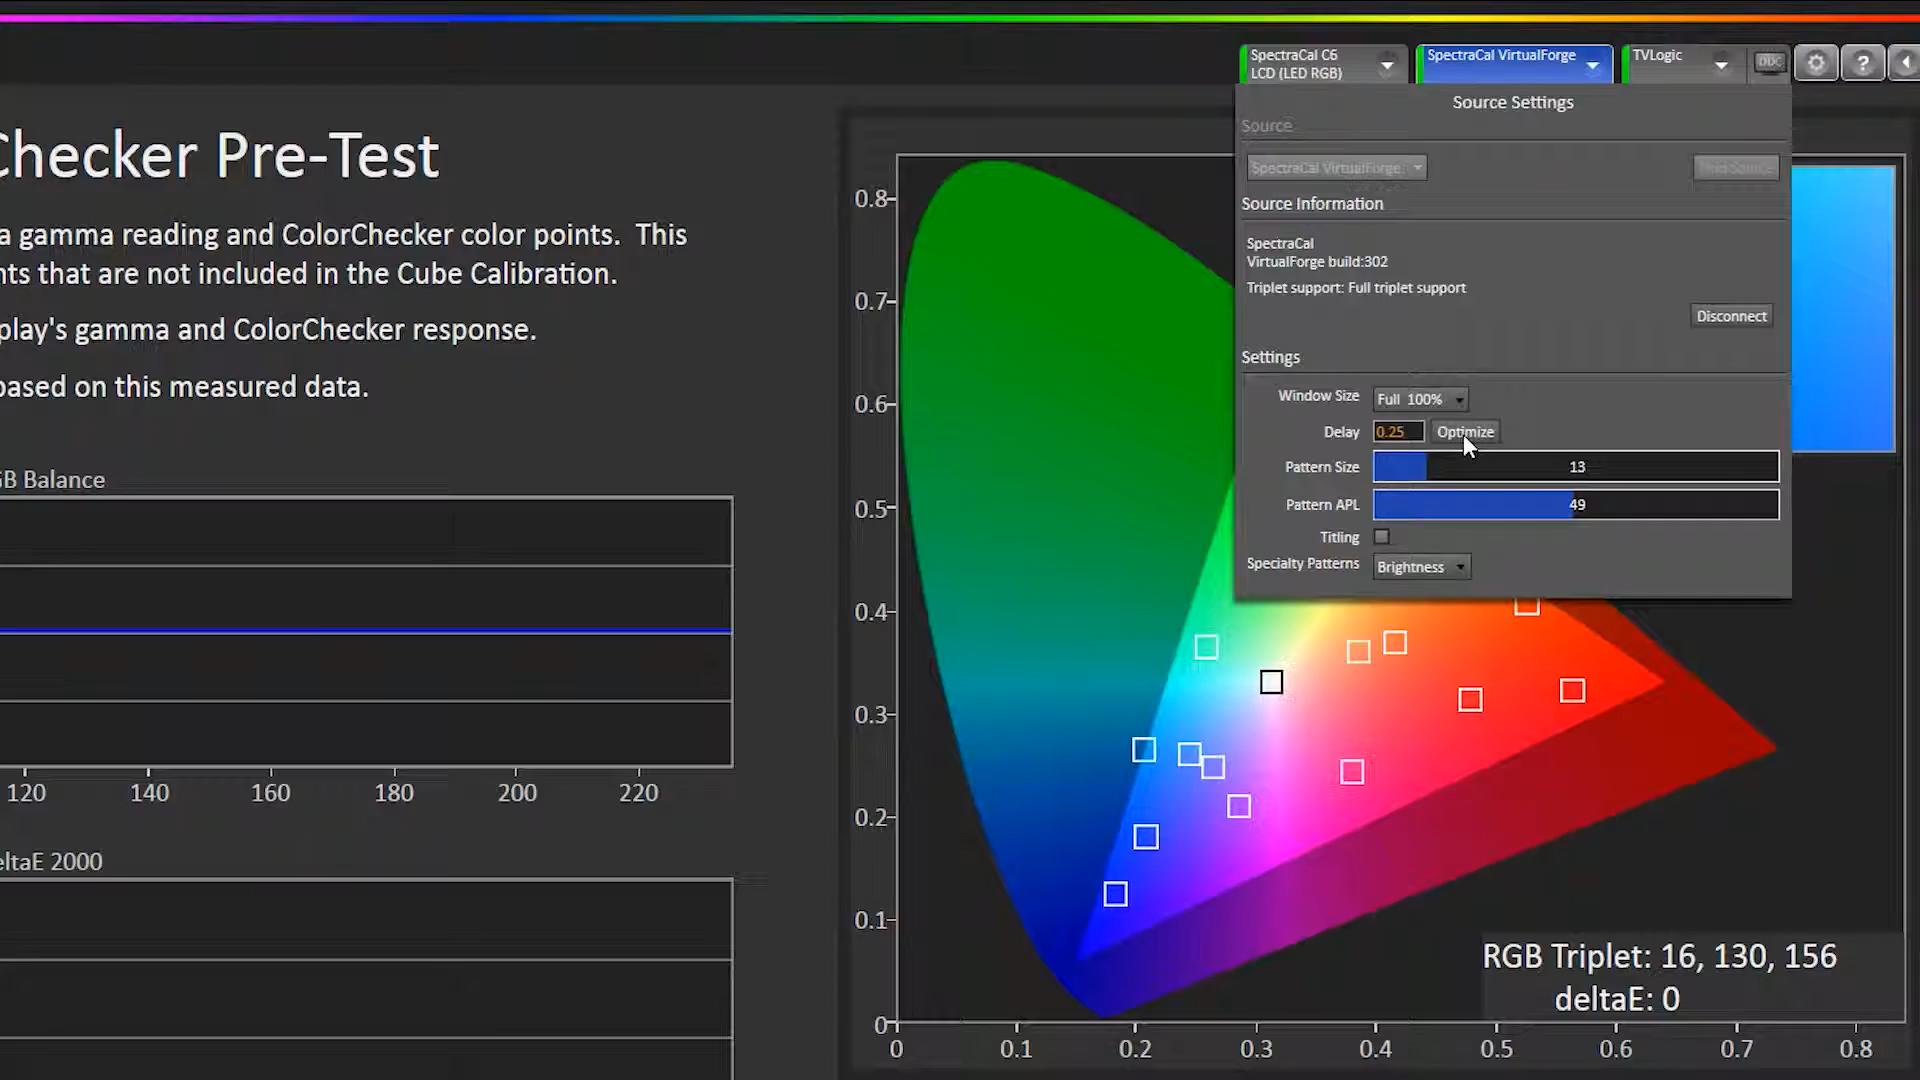 SpectraCal C6
LCD (LED RGB)
SpectraCal VirtualForge
TVLogic
DDC
?
Source Settings
Source
SpectraCal VirtualForge
Source Information
SpectraCal
VirtualForge build:302
Triplet support: Full triplet support
Disconnect
Settings
Window Size Full 100%
Delay 0.25 Optimize
Pattern Size 13
Pattern APL 49
Titling
Specialty Patterns Brightness
Checker Pre-Test
a gamma reading and ColorChecker color points. This
nts that are not included in the Cube Calibration.
play's gamma and ColorChecker response.
based on this measured data.
GB Balance
120 140 160 180 200 220
eltaE 2000
0.8
0.7
0.6
0.5
0.4
0.3
0.2
0.1
0
0 0.1 0.2 0.3 0.4 0.5 0.6 0.7 0.8
RGB Triplet: 16, 130, 156
deltaE: 0